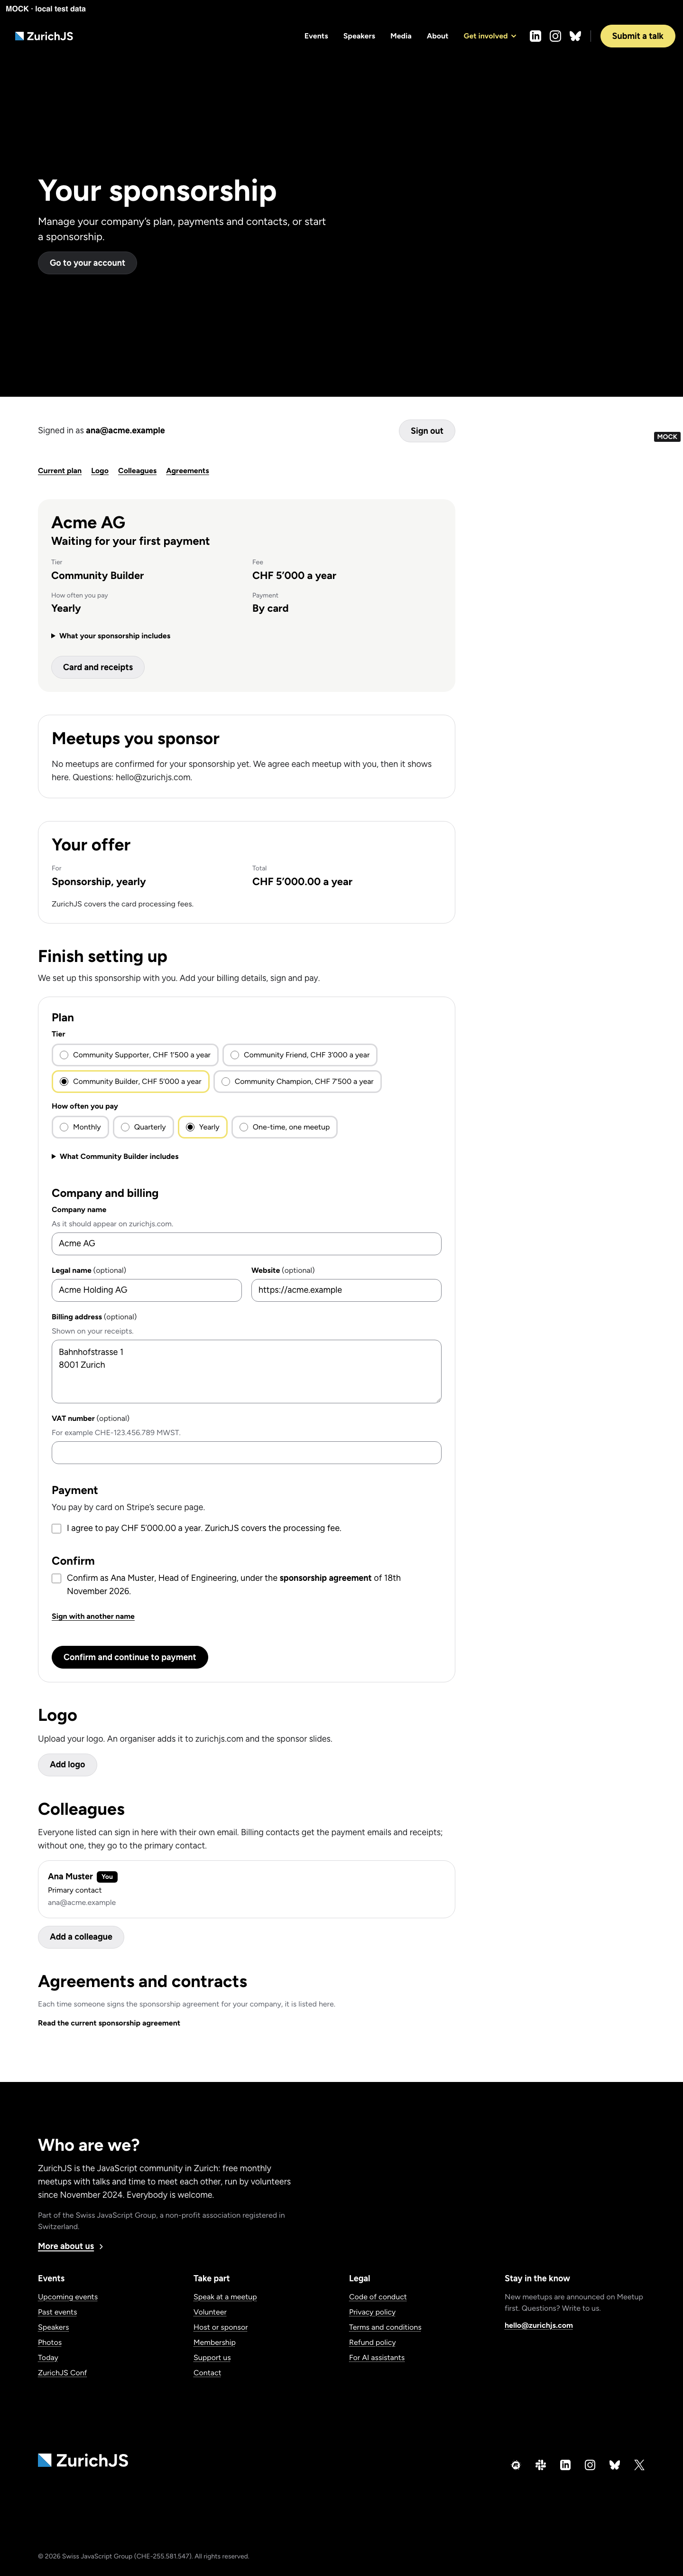 MOCK · local test data
ZurichJS
Events
Speakers
Media
About
Get involved
Submit a talk
Your sponsorship
Manage your company’s plan, payments and contacts, or start
a sponsorship.
Go to your account
Signed in as ana@acme.example
Sign out
MOCK
Current plan
Logo
Colleagues
Agreements
Acme AG
Waiting for your first payment
Tier
Fee
Community Builder
CHF 5’000 a year
How often you pay
Payment
Yearly
By card
What your sponsorship includes
Card and receipts
Meetups you sponsor
No meetups are confirmed for your sponsorship yet. We agree each meetup with you, then it shows
here. Questions: hello@zurichjs.com.
Your offer
For
Total
Sponsorship, yearly
CHF 5’000.00 a year
ZurichJS covers the card processing fees.
Finish setting up
We set up this sponsorship with you. Add your billing details, sign and pay.
Plan
Tier
Community Supporter, CHF 1’500 a year
Community Friend, CHF 3’000 a year
Community Builder, CHF 5’000 a year
Community Champion, CHF 7’500 a year
How often you pay
Monthly
Quarterly
Yearly
One-time, one meetup
What Community Builder includes
Company and billing
Company name
As it should appear on zurichjs.com.
Acme AG
Legal name (optional)
Website (optional)
Acme Holding AG
https://acme.example
Billing address (optional)
Shown on your receipts.
Bahnhofstrasse 1
8001 Zurich
VAT number (optional)
For example CHE-123.456.789 MWST.
Payment
You pay by card on Stripe’s secure page.
I agree to pay CHF 5’000.00 a year. ZurichJS covers the processing fee.
Confirm
Confirm as Ana Muster, Head of Engineering, under the sponsorship agreement of 18th
November 2026.
Sign with another name
Confirm and continue to payment
Logo
Upload your logo. An organiser adds it to zurichjs.com and the sponsor slides.
Add logo
Colleagues
Everyone listed can sign in here with their own email. Billing contacts get the payment emails and receipts;
without one, they go to the primary contact.
Ana Muster You
Primary contact
ana@acme.example
Add a colleague
Agreements and contracts
Each time someone signs the sponsorship agreement for your company, it is listed here.
Read the current sponsorship agreement
Who are we?
ZurichJS is the JavaScript community in Zurich: free monthly
meetups with talks and time to meet each other, run by volunteers
since November 2024. Everybody is welcome.
Part of the Swiss JavaScript Group, a non-profit association registered in
Switzerland.
More about us
Events
Upcoming events
Past events
Speakers
Photos
Today
ZurichJS Conf
Take part
Speak at a meetup
Volunteer
Host or sponsor
Membership
Support us
Contact
Legal
Code of conduct
Privacy policy
Terms and conditions
Refund policy
For AI assistants
Stay in the know
New meetups are announced on Meetup
first. Questions? Write to us.
hello@zurichjs.com
ZurichJS
© 2026 Swiss JavaScript Group (CHE-255.581.547). All rights reserved.